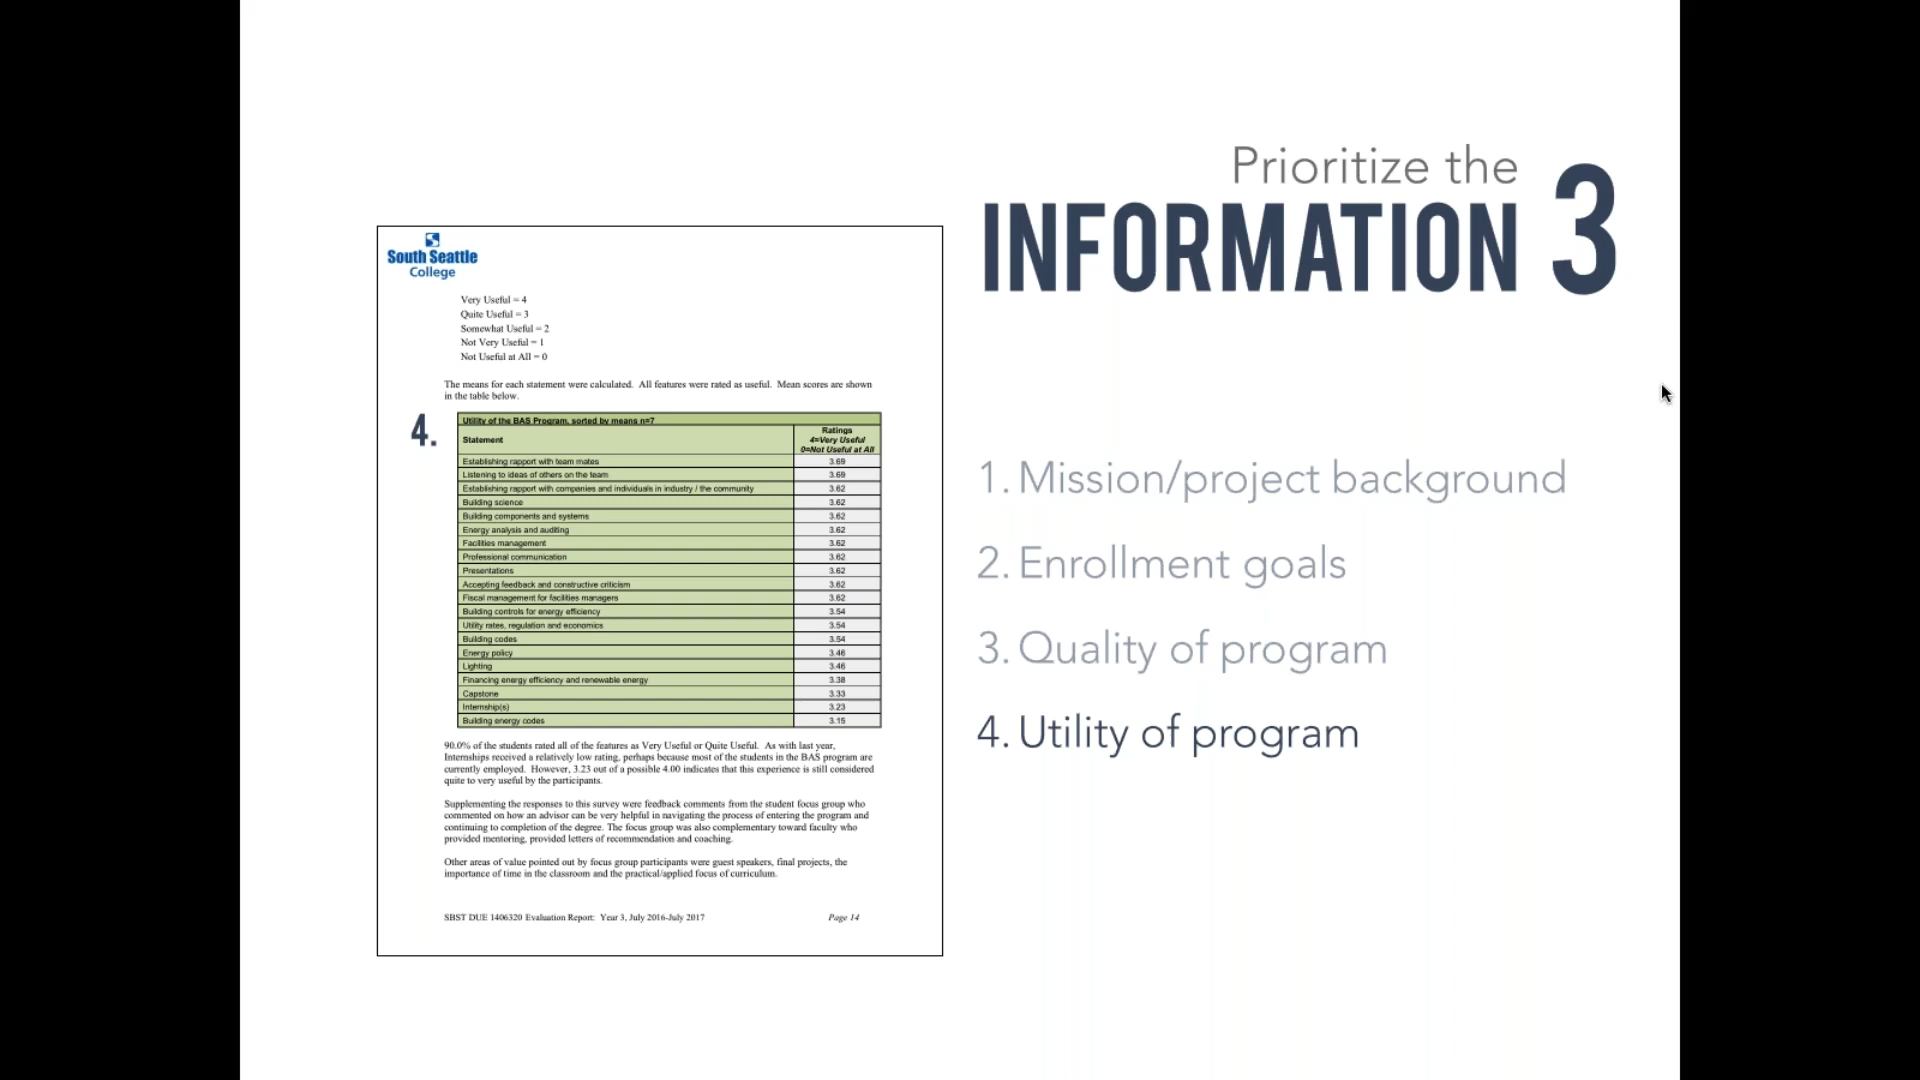 Prioritize the
INFORMATION 3
South Seattle
College
Very Useful = 4
Quite Useful = 3
Somewhat Useful = 2
Not Very Useful = 1
Not Useful at All = 0
The means for each statement were calculated.  All features were rated as useful.  Mean scores are shown
in the table below.
4.
Utility of the BAS Program, sorted by means n=7
Statement
Ratings
4=Very Useful
0=Not Useful at All
Establishing rapport with team mates 3.69
Listening to ideas of others on the team 3.69
Establishing rapport with companies and individuals in industry / the community 3.62
Building science 3.62
Building components and systems 3.62
Energy analysis and auditing 3.62
Facilities management 3.62
Professional communication 3.62
Presentations 3.62
Accepting feedback and constructive criticism 3.62
Fiscal management for facilities managers 3.62
Building controls for energy efficiency 3.54
Utility rates, regulation and economics 3.54
Building codes 3.54
Energy policy 3.46
Lighting 3.46
Financing energy efficiency and renewable energy 3.38
Capstone 3.33
Internship(s) 3.23
Building energy codes 3.15
90.0% of the students rated all of the features as Very Useful or Quite Useful.  As with last year,
Internships received a relatively low rating, perhaps because most of the students in the BAS program are
currently employed.  However, 3.23 out of a possible 4.00 indicates that this experience is still considered
quite to very useful by the participants.
Supplementing the responses to this survey were feedback comments from the student focus group who
commented on how an advisor can be very helpful in navigating the process of entering the program and
continuing to completion of the degree. The focus group was also complementary toward faculty who
provided mentoring, provided letters of recommendation and coaching.
Other areas of value pointed out by focus group participants were guest speakers, final projects, the
importance of time in the classroom and the practical/applied focus of curriculum.
SBST DUE 1406320 Evaluation Report:  Year 3, July 2016-July 2017 Page 14
1. Mission/project background
2. Enrollment goals
3. Quality of program
4. Utility of program